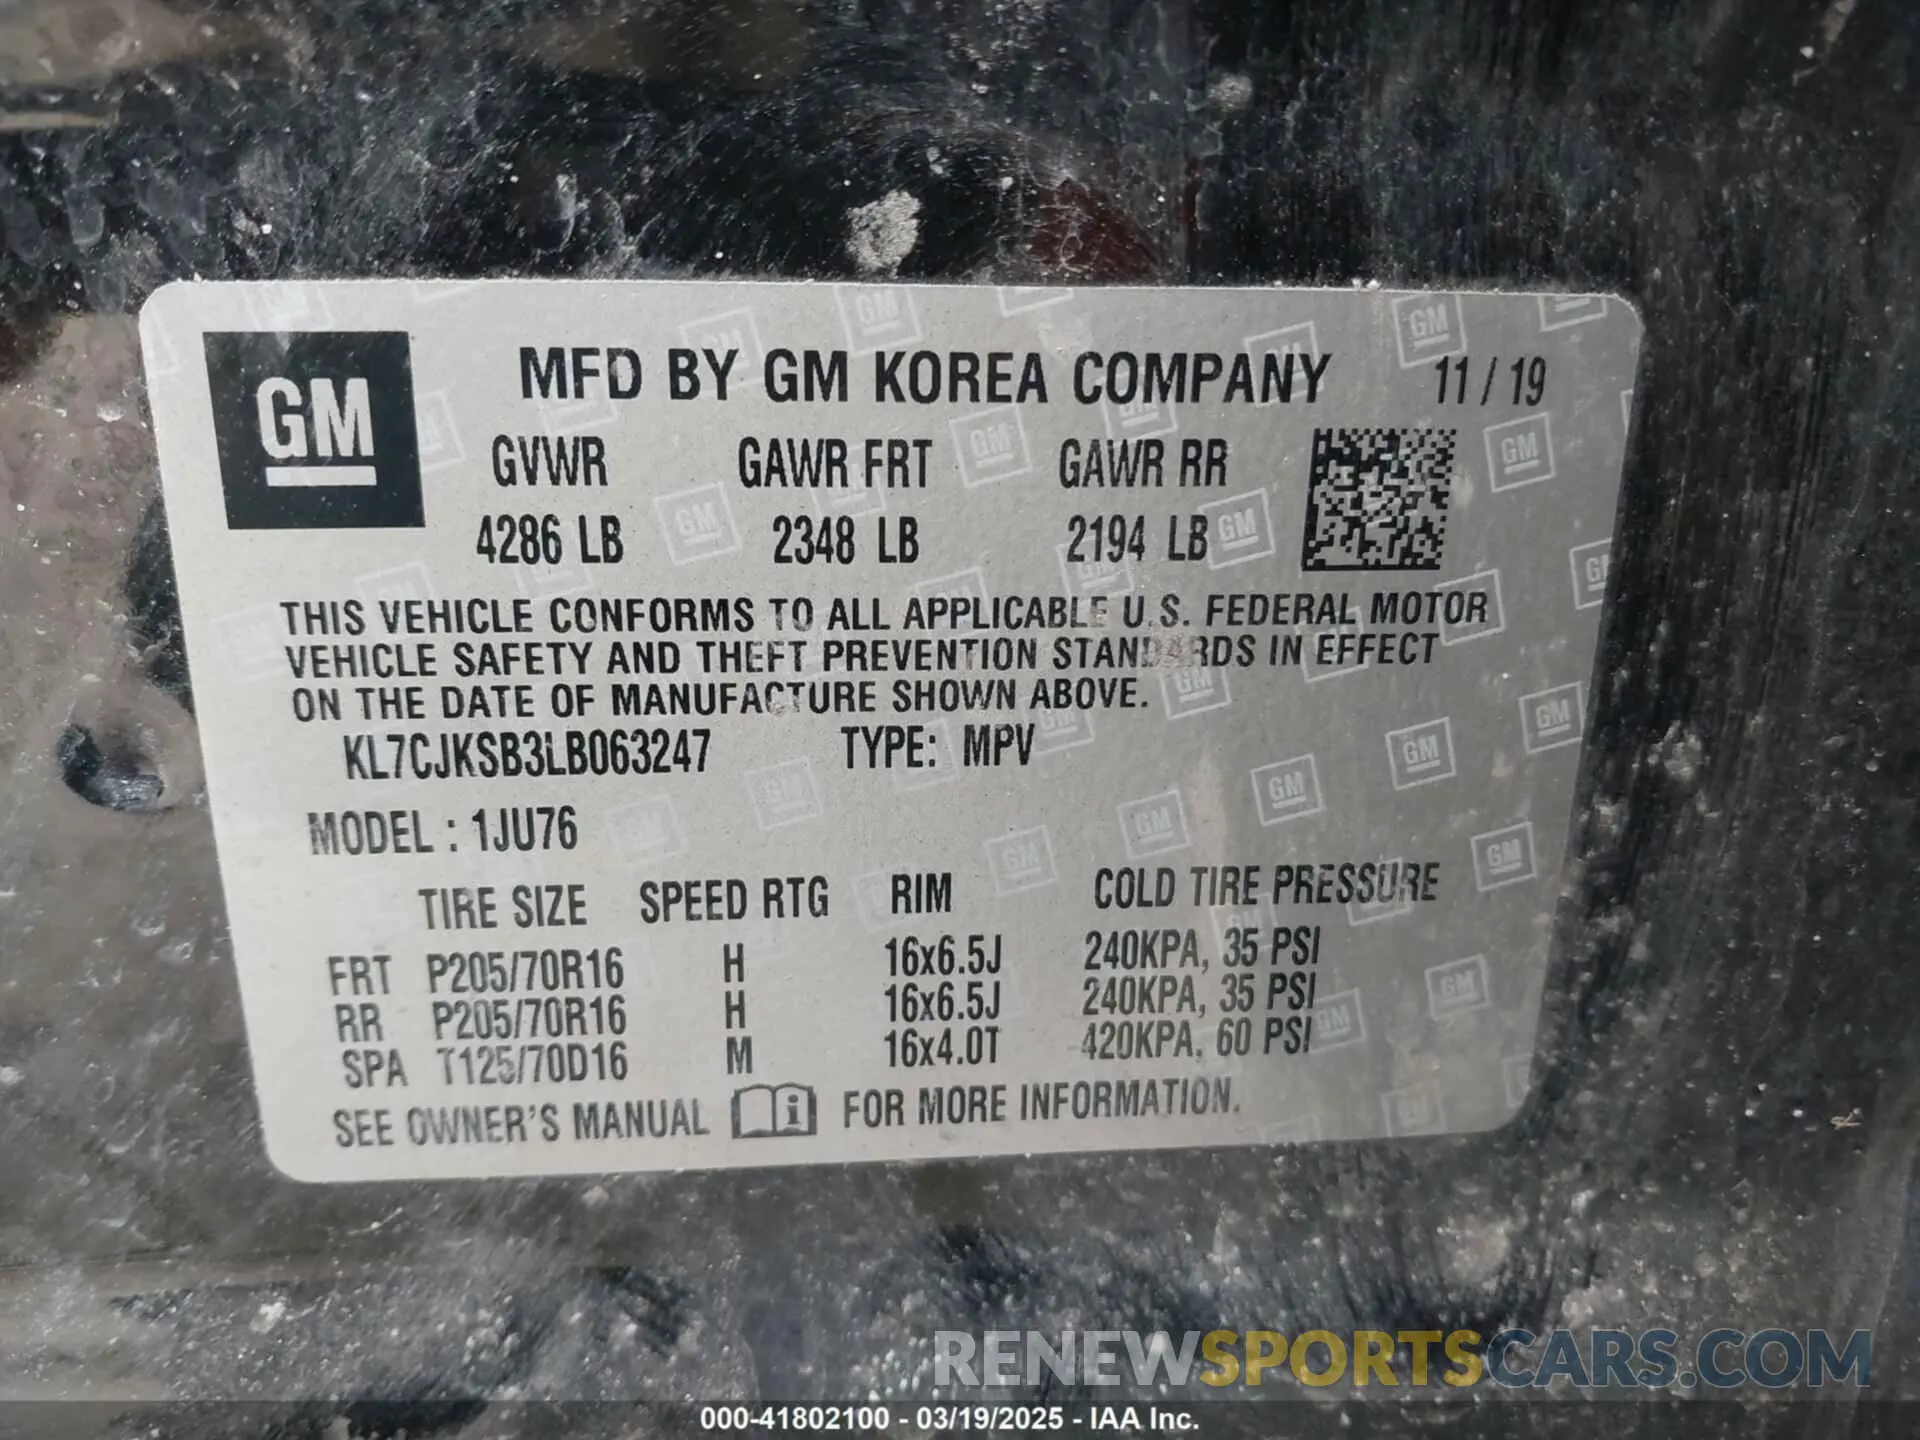 GM
MFD BY GM KOREA COMPANY 11 / 19
GVWR GAWR FRT GAWR RR
4286 LB 2348 LB 2194 LB
THIS VEHICLE CONFORMS TO ALL APPLICABLE U.S. FEDERAL MOTOR
VEHICLE SAFETY AND THEFT PREVENTION STANDARDS IN EFFECT
ON THE DATE OF MANUFACTURE SHOWN ABOVE.
KL7CJKSB3LB063247 TYPE: MPV
MODEL : 1JU76
TIRE SIZE SPEED RTG RIM COLD TIRE PRESSURE
FRT P205/70R16 H 16x6.5J 240KPA, 35 PSI
RR P205/70R16 H 16x6.5J 240KPA, 35 PSI
SPA T125/70D16 M 16x4.0T 420KPA, 60 PSI
SEE OWNER'S MANUAL i FOR MORE INFORMATION.
RENEWSPORTSCARS.COM
000-41802100 - 03/19/2025 - IAA Inc.